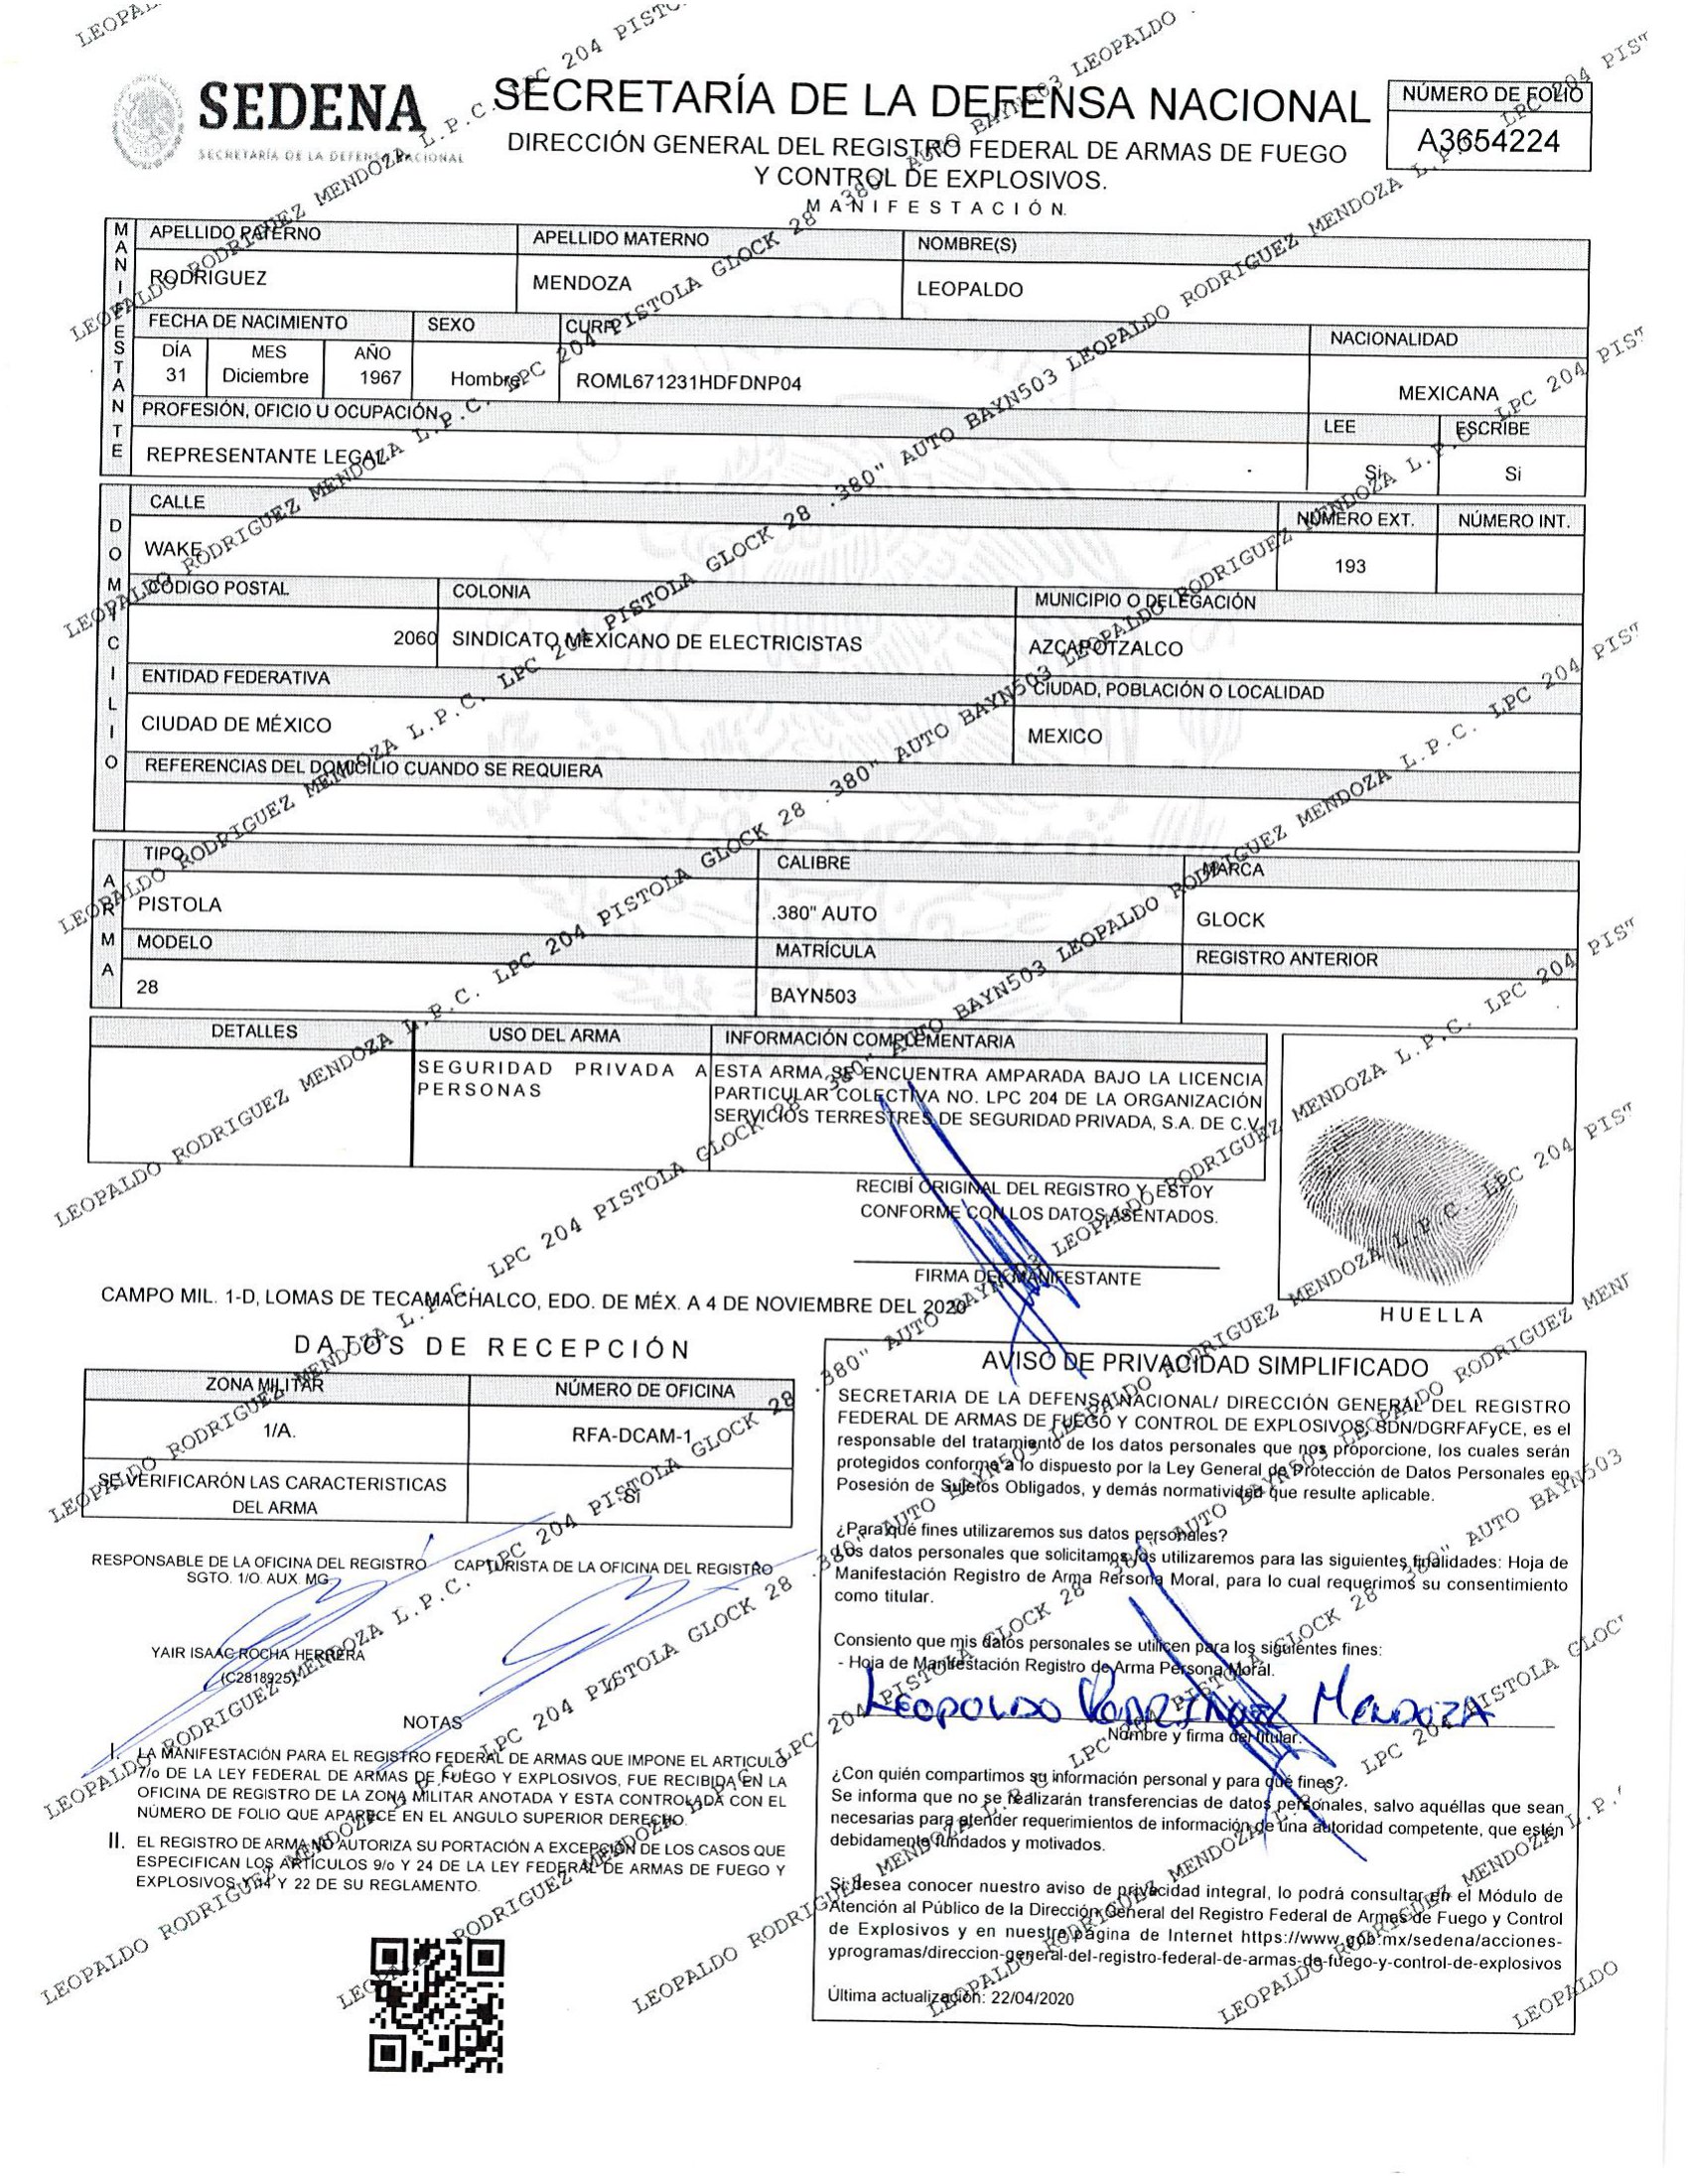 SEDENA
SECRETARÍA DE LA DEFENSA NACIONAL
SECRETARÍA DE LA DEFENSA NACIONAL
DIRECCIÓN GENERAL DEL REGISTRO FEDERAL DE ARMAS DE FUEGO
Y CONTROL DE EXPLOSIVOS.
MANIFESTACIÓN.
NÚMERO DE FOLIO
A3654224
MANIFESTANTE
APELLIDO PATERNO APELLIDO MATERNO NOMBRE(S)
RODRIGUEZ MENDOZA LEOPALDO
FECHA DE NACIMIENTO SEXO CURP NACIONALIDAD
DÍA MES AÑO
31 Diciembre 1967 Hombre ROML671231HDFDNP04 MEXICANA
PROFESIÓN, OFICIO U OCUPACIÓN LEE ESCRIBE
REPRESENTANTE LEGAL Si Si
DOMICILIO
CALLE NÚMERO EXT. NÚMERO INT.
WAKE 193
CÓDIGO POSTAL COLONIA MUNICIPIO O DELEGACIÓN
2060 SINDICATO MEXICANO DE ELECTRICISTAS AZCAPOTZALCO
ENTIDAD FEDERATIVA CIUDAD, POBLACIÓN O LOCALIDAD
CIUDAD DE MÉXICO MEXICO
REFERENCIAS DEL DOMICILIO CUANDO SE REQUIERA
ARMA
TIPO CALIBRE MARCA
PISTOLA .380" AUTO GLOCK
MODELO MATRÍCULA REGISTRO ANTERIOR
28 BAYN503
DETALLES USO DEL ARMA INFORMACIÓN COMPLEMENTARIA
SEGURIDAD PRIVADA A
PERSONAS
ESTA ARMA SE ENCUENTRA AMPARADA BAJO LA LICENCIA
PARTICULAR COLECTIVA NO. LPC 204 DE LA ORGANIZACIÓN
SERVICIOS TERRESTRES DE SEGURIDAD PRIVADA, S.A. DE C.V.
RECIBÍ ORIGINAL DEL REGISTRO Y ESTOY
CONFORME CON LOS DATOS ASENTADOS.
FIRMA DEL MANIFESTANTE
HUELLA
CAMPO MIL. 1-D, LOMAS DE TECAMACHALCO, EDO. DE MÉX. A 4 DE NOVIEMBRE DEL 2020
DATOS DE RECEPCIÓN
ZONA MILITAR NÚMERO DE OFICINA
1/A. RFA-DCAM-1
SE VERIFICARÓN LAS CARACTERISTICAS
DEL ARMA
SI
RESPONSABLE DE LA OFICINA DEL REGISTRO
SGTO. 1/O. AUX. MG.
CAPTURISTA DE LA OFICINA DEL REGISTRO
YAIR ISAAC ROCHA HERRERA
(C2818925)
NOTAS
I. LA MANIFESTACIÓN PARA EL REGISTRO FEDERAL DE ARMAS QUE IMPONE EL ARTICULO
7/o DE LA LEY FEDERAL DE ARMAS DE FUEGO Y EXPLOSIVOS, FUE RECIBIDA EN LA
OFICINA DE REGISTRO DE LA ZONA MILITAR ANOTADA Y ESTA CONTROLADA CON EL
NÚMERO DE FOLIO QUE APARECE EN EL ANGULO SUPERIOR DERECHO.
II. EL REGISTRO DE ARMA NO AUTORIZA SU PORTACIÓN A EXCEPCIÓN DE LOS CASOS QUE
ESPECIFICAN LOS ARTÍCULOS 9/o Y 24 DE LA LEY FEDERAL DE ARMAS DE FUEGO Y
EXPLOSIVOS Y 14 Y 22 DE SU REGLAMENTO.
AVISO DE PRIVACIDAD SIMPLIFICADO
SECRETARIA DE LA DEFENSA NACIONAL/ DIRECCIÓN GENERAL DEL REGISTRO
FEDERAL DE ARMAS DE FUEGO Y CONTROL DE EXPLOSIVOS, SDN/DGRFAFyCE, es el
responsable del tratamiento de los datos personales que nos proporcione, los cuales serán
protegidos conforme a lo dispuesto por la Ley General de Protección de Datos Personales en
Posesión de Sujetos Obligados, y demás normatividad que resulte aplicable.
¿Para qué fines utilizaremos sus datos personales?
Los datos personales que solicitamos los utilizaremos para las siguientes finalidades: Hoja de
Manifestación Registro de Arma Persona Moral, para lo cual requerimos su consentimiento
como titular.
Consiento que mis datos personales se utilicen para los siguientes fines:
- Hoja de Manifestación Registro de Arma Persona Moral.
LEOPOLDO RODRIGUEZ MENDOZA
Nombre y firma del titular.
¿Con quién compartimos su información personal y para qué fines?.
Se informa que no se realizarán transferencias de datos personales, salvo aquéllas que sean
necesarias para atender requerimientos de información de una autoridad competente, que estén
debidamente fundados y motivados.
Si desea conocer nuestro aviso de privacidad integral, lo podrá consultar en el Módulo de
Atención al Público de la Dirección General del Registro Federal de Armas de Fuego y Control
de Explosivos y en nuestra página de Internet https://www.gob.mx/sedena/acciones-
yprogramas/direccion-general-del-registro-federal-de-armas-de-fuego-y-control-de-explosivos
Última actualización: 22/04/2020
LEOPALDO RODRIGUEZ MENDOZA L.P.C. LPC 204 PISTOLA GLOCK 28 .380" AUTO BAYN503